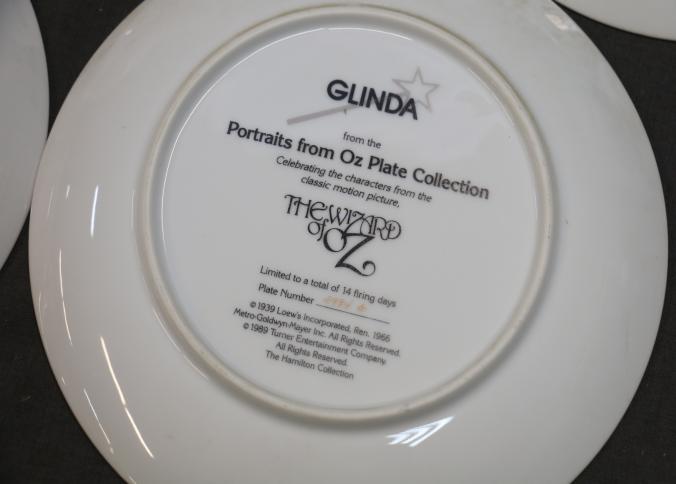 GLINDA
from the
Portraits from Oz Plate Collection
Celebrating the characters from the
classic motion picture,
THE WIZARD
of OZ
Limited to a total of 14 firing days
Plate Number
© 1939 Loew's Incorporated, Ren. 1966
Metro-Goldwyn-Mayer Inc. All Rights Reserved.
© 1989 Turner Entertainment Company.
All Rights Reserved.
The Hamilton Collection